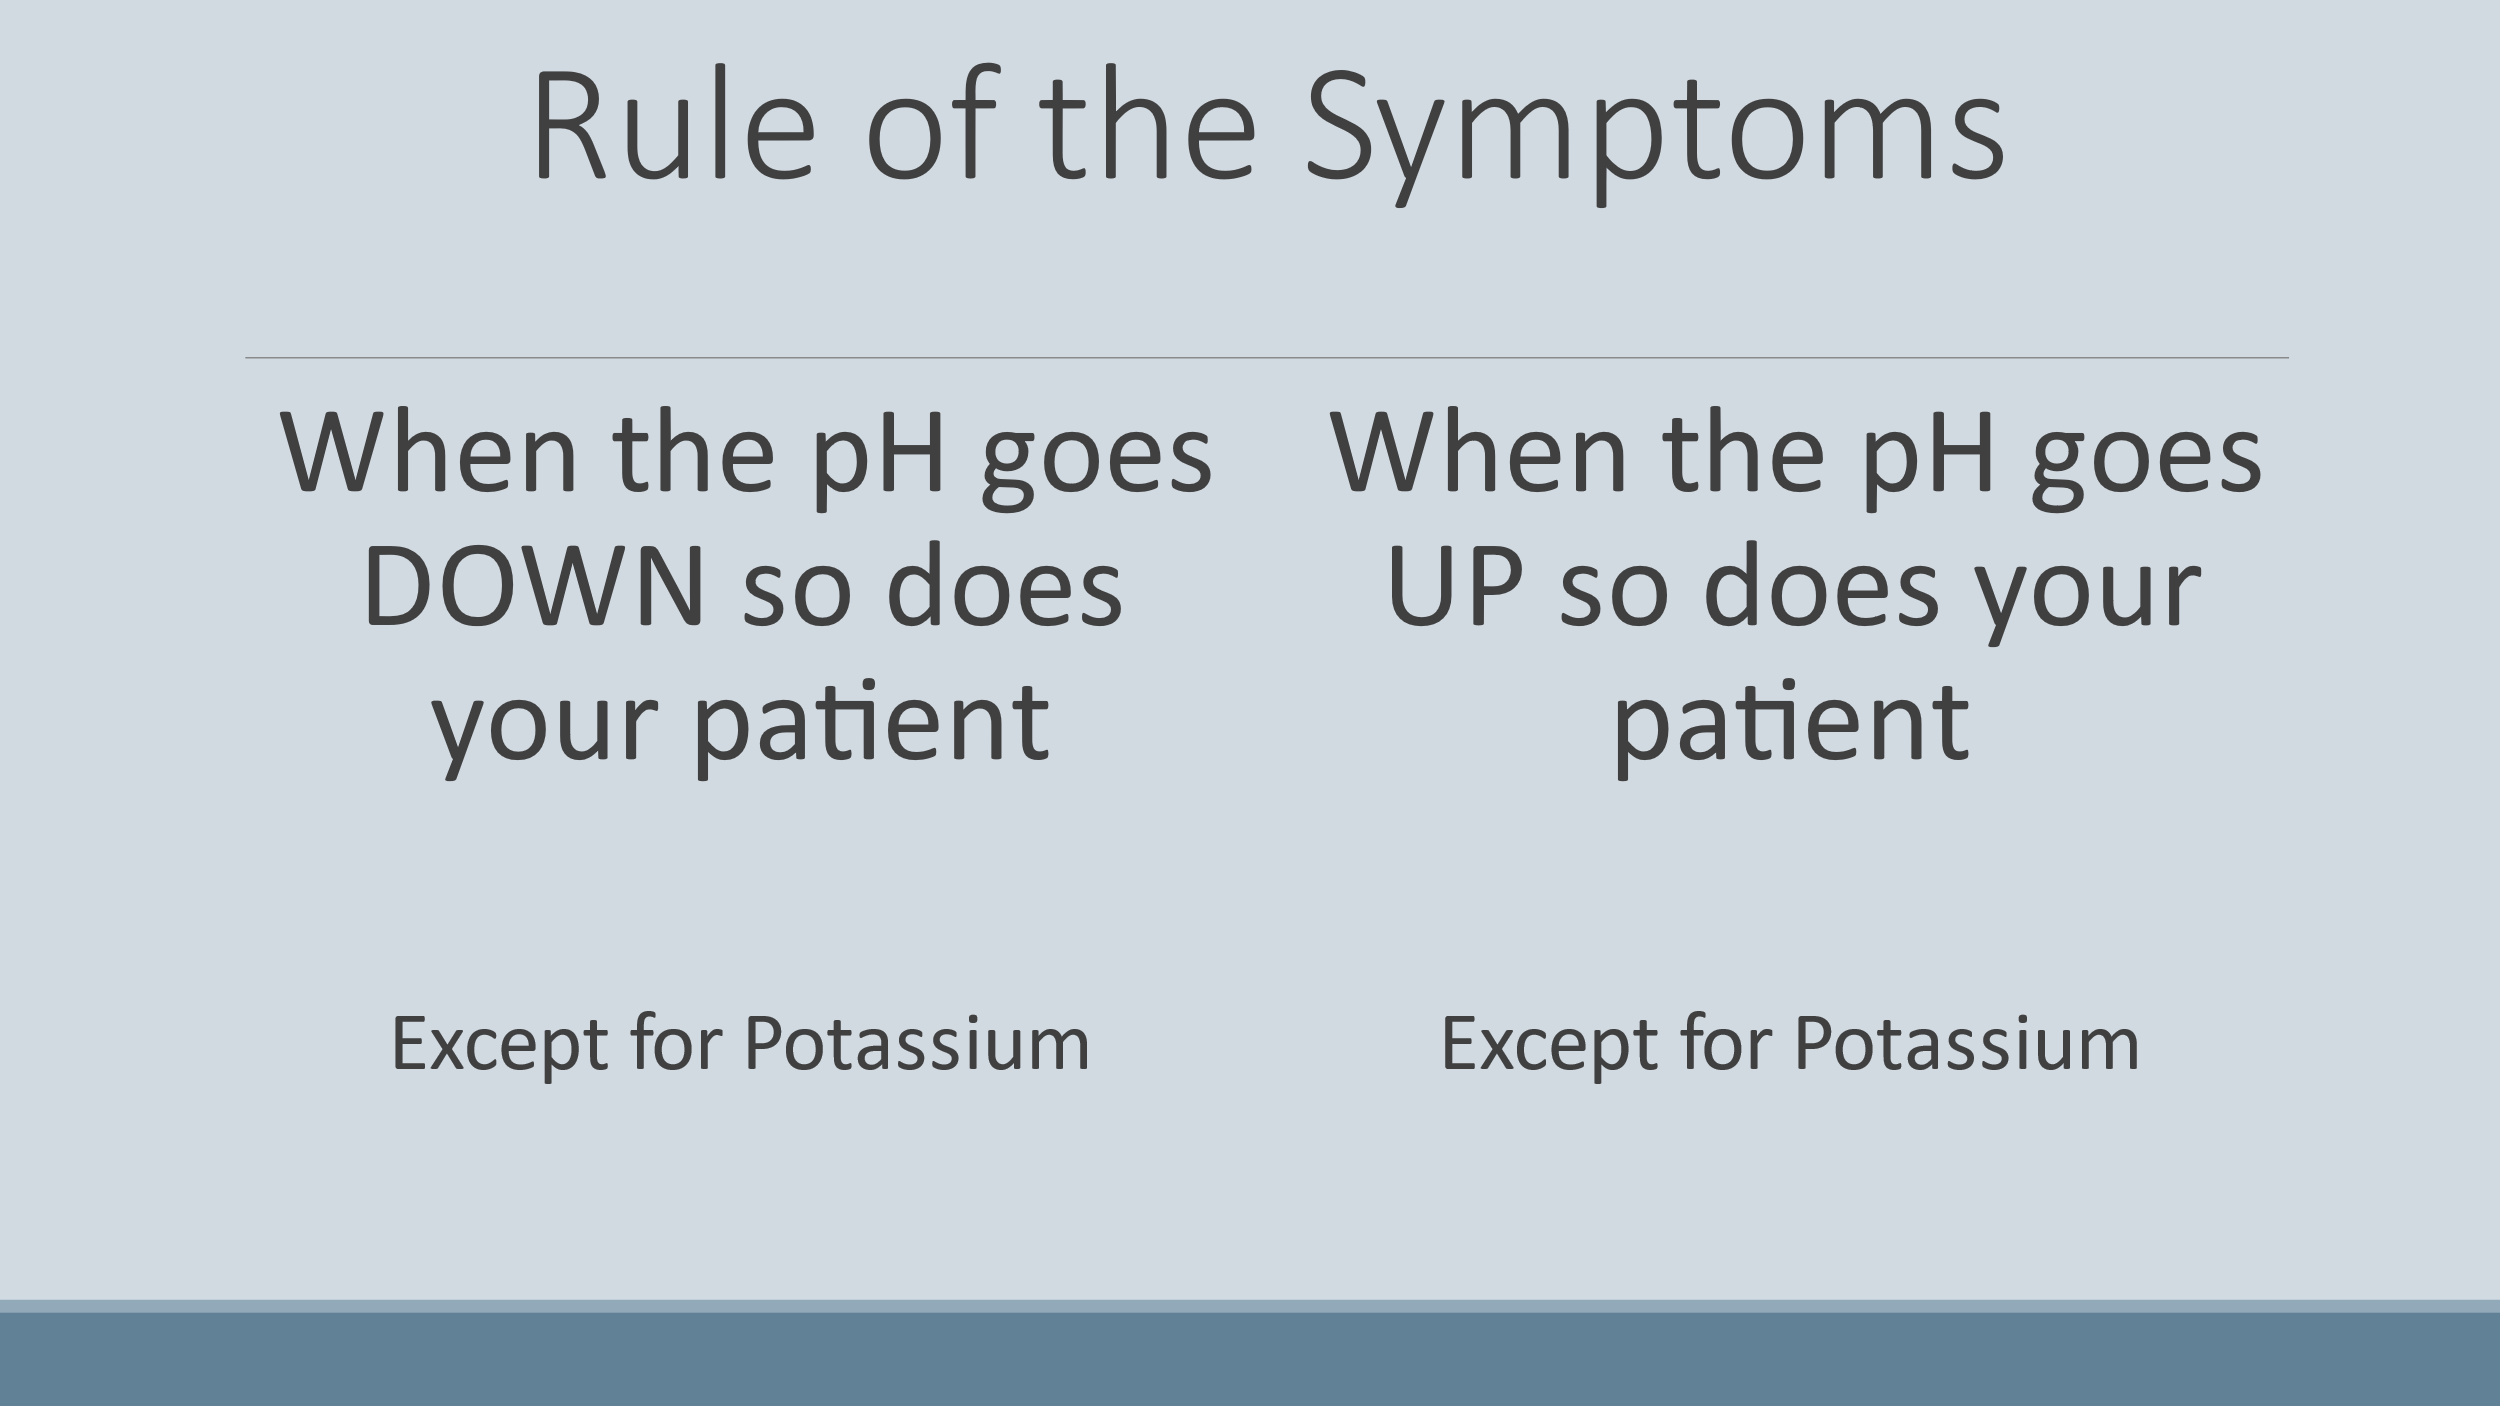 Rule of the Symptoms
When the pH goes
DOWN so does
your patient
Except for Potassium
When the pH goes
UP so does your
patient
Except for Potassium